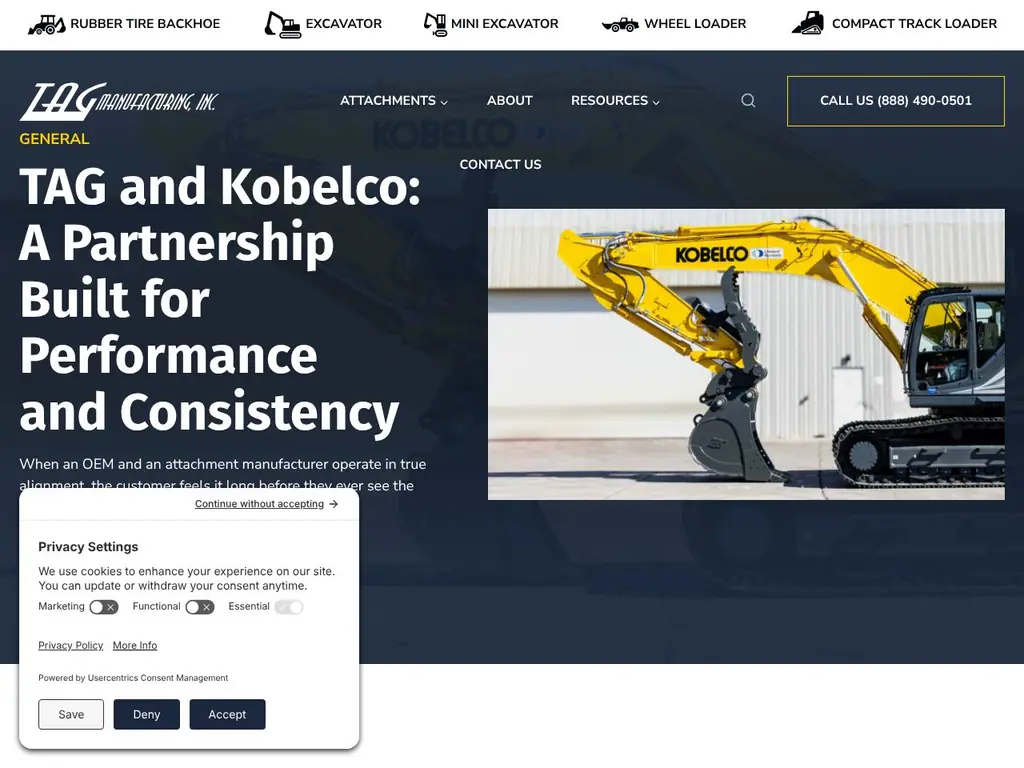 RUBBER TIRE BACKHOE
EXCAVATOR
MINI EXCAVATOR
WHEEL LOADER
COMPACT TRACK LOADER
TAG MANUFACTURING, INC.
ATTACHMENTS
ABOUT
RESOURCES
CALL US (888) 490-0501
CONTACT US
GENERAL
TAG and Kobelco:
A Partnership
Built for
Performance
and Consistency
When an OEM and an attachment manufacturer operate in true
alignment, the customer feels it long before they ever see the
KOBELCO
KOBELCO
Continue without accepting
Privacy Settings
We use cookies to enhance your experience on our site.
You can update or withdraw your consent anytime.
Marketing
Functional
Essential
Privacy Policy
More Info
Powered by Usercentrics Consent Management
Save
Deny
Accept